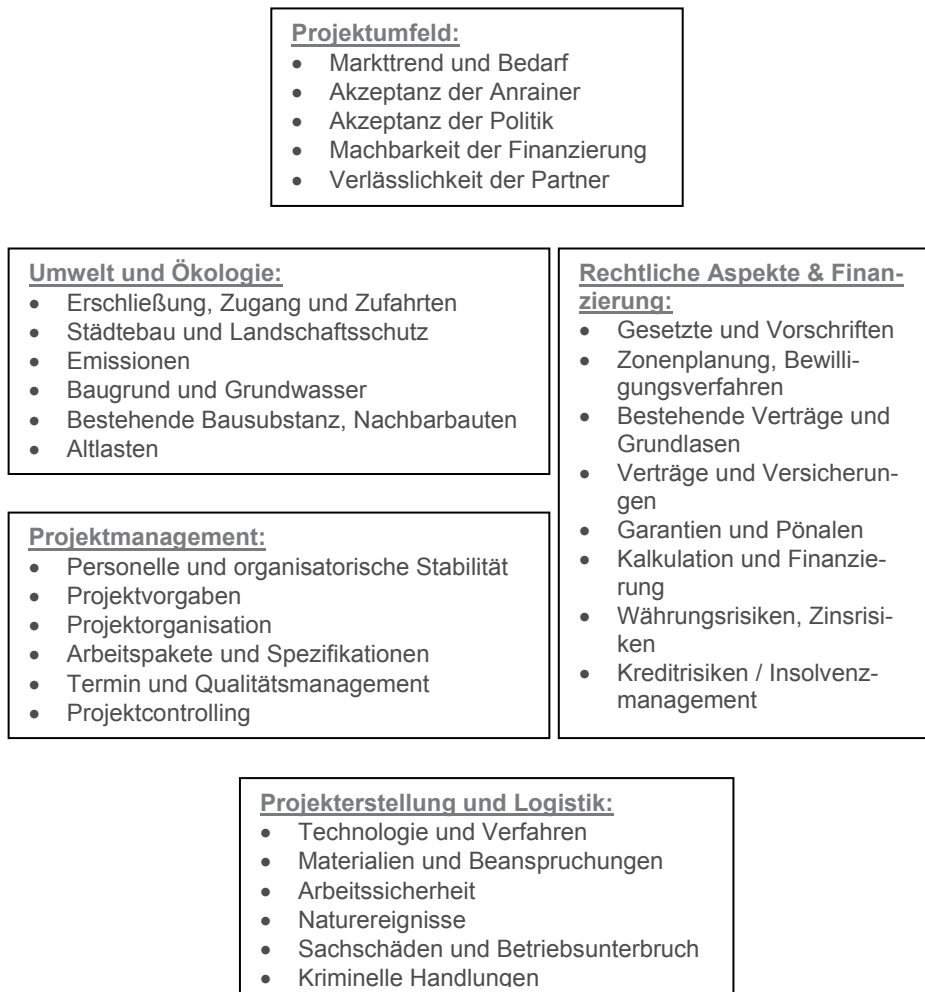 Projektumfeld:
• Markttrend und Bedarf
• Akzeptanz der Anrainer
• Akzeptanz der Politik
• Machbarkeit der Finanzierung
• Verlässlichkeit der Partner
Umwelt und Ökologie:
• Erschließung, Zugang und Zufahrten
• Städtebau und Landschaftsschutz
• Emissionen
• Baugrund und Grundwasser
• Bestehende Bausubstanz, Nachbarbauten
• Altlasten
Projektmanagement:
• Personelle und organisatorische Stabilität
• Projektvorgaben
• Projektorganisation
• Arbeitspakete und Spezifikationen
• Termin und Qualitätsmanagement
• Projektcontrolling
Rechtliche Aspekte & Finan-
zierung:
• Gesetzte und Vorschriften
• Zonenplanung, Bewilli-
gungsverfahren
• Bestehende Verträge und
Grundlasen
• Verträge und Versicherun-
gen
• Garantien und Pönalen
• Kalkulation und Finanzie-
rung
• Währungsrisiken, Zinsrisi-
ken
• Kreditrisiken / Insolvenz-
management
Projekterstellung und Logistik:
• Technologie und Verfahren
• Materialien und Beanspruchungen
• Arbeitssicherheit
• Naturereignisse
• Sachschäden und Betriebsunterbruch
• Kriminelle Handlungen